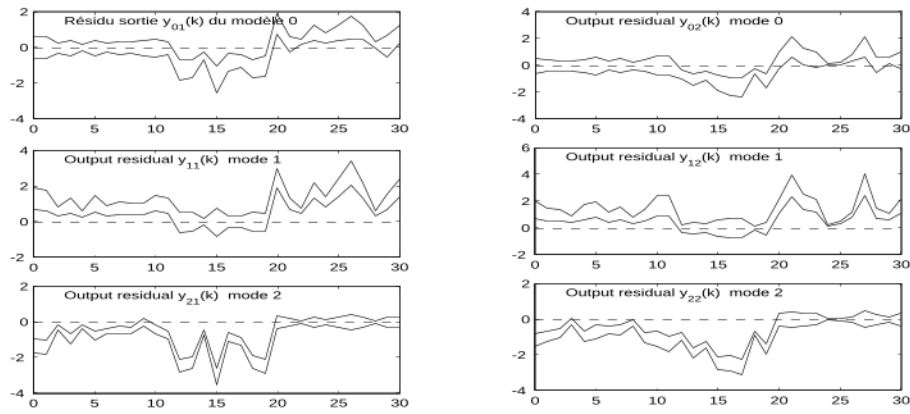 Résidu sortie y01(k) du modèle 0
2
0
-2
-4
0 5 10 15 20 25 30
Output residual y02(k) mode 0
4
2
0
-2
-4
0 5 10 15 20 25 30
Output residual y11(k) mode 1
4
2
0
-2
0 5 10 15 20 25 30
Output residual y12(k) mode 1
6
4
2
0
-2
0 5 10 15 20 25 30
Output residual y21(k) mode 2
2
0
-2
-4
0 5 10 15 20 25 30
Output residual y22(k) mode 2
2
0
-2
-4
0 5 10 15 20 25 30